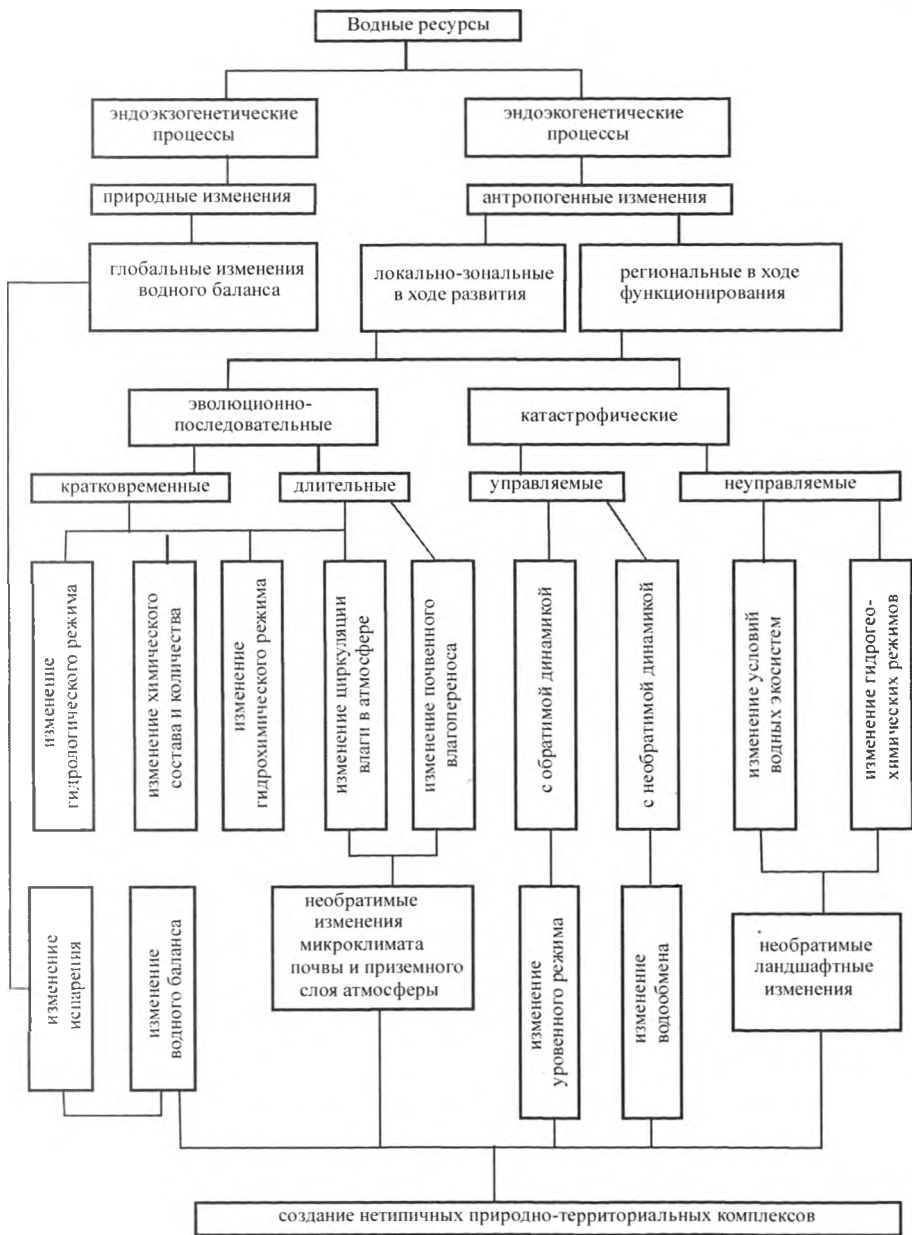 Водные ресурсы
эндоэкзогенетические
процессы
эндоэкогенетические
процессы
природные изменения
антропогенные изменения
глобальные изменения
водного баланса
локально-зональные
в ходе развития
региональные в ходе
функционирования
эволюционно-
последовательные
катастрофические
кратковременные
длительные
управляемые
неуправляемые
изменение
гидрологического режима
изменение химического
состава и количества
изменение
гидрохимического режима
изменение циркуляции
влаги в атмосфере
изменение почвенного
влагопереноса
с обратимой динамикой
с необратимой динамикой
изменение условий
водных экосистем
изменение гидрогео-
химических режимов
изменение
испарения
изменение
водного баланса
необратимые
изменения
микроклимата
почвы и приземного
слоя атмосферы
изменение
уровенного режима
изменение
водообмена
необратимые
ландшафтные
изменения
создание нетипичных природно-территориальных комплексов